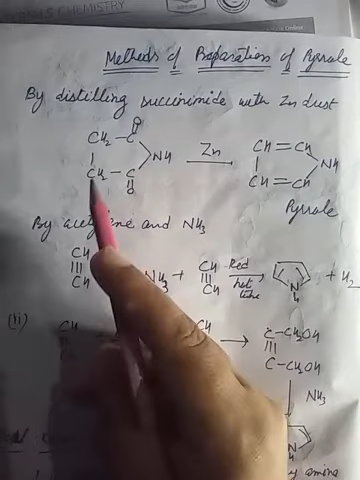 CHEMISTRY
Methods of Preparation of Pyrrole
By distilling succinimide with Zn dust
CH2 - C
O
NH
Zn
CH = CH
NH
CH2 - C
O
CH = CH
Pyrrole
By acetylene and NH3
CH
≡
CH
NH3 +
CH
≡
CH
Red
hot
tube
N
H
+ H2
(ii)
CH
CH
C - CH2OH
≡
C - CH2OH
NH3
N
H